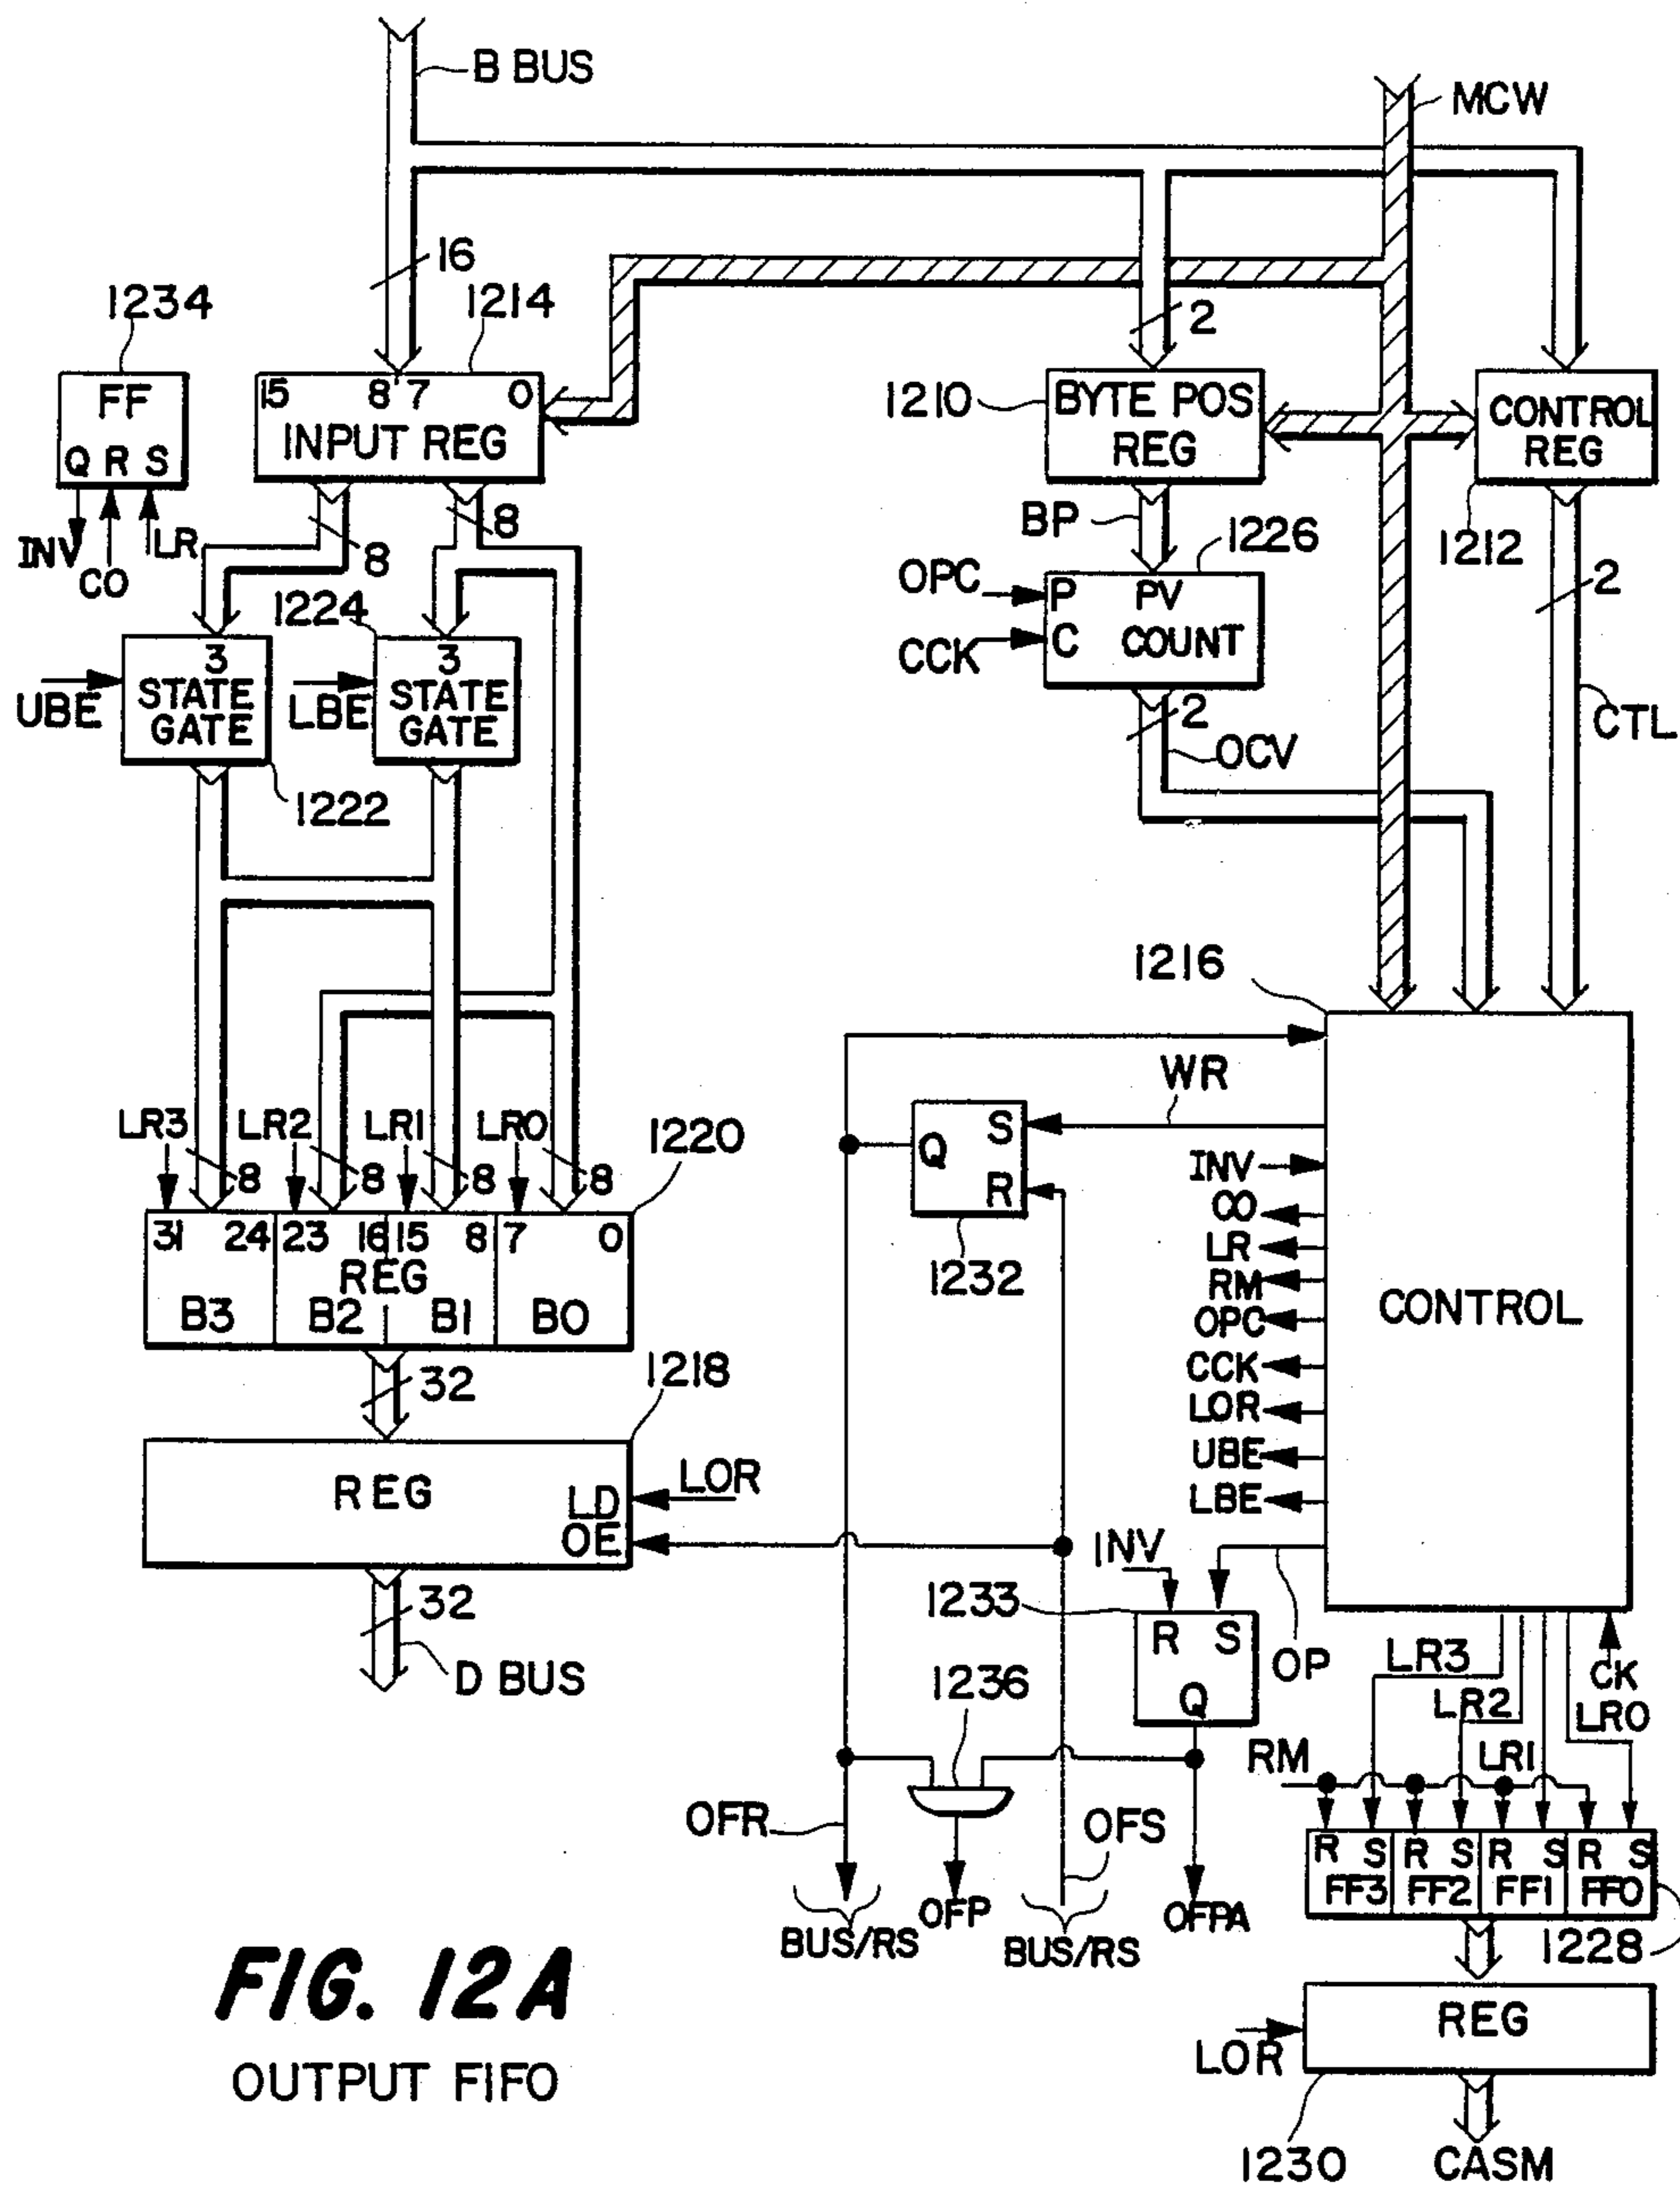 B BUS
MCW
16
1234
1214
2
FF
Q R S
15 8 7 0
INPUT REG
1210
BYTE POS
REG
CONTROL
REG
INV
CO
LR
8
8
BP
1226
1212
OPC
CCK
P PV
C COUNT
2
1224
UBE
3
STATE
GATE
LBE
3
STATE
GATE
2
OCV
CTL
1222
1216
WR
LR3
8
LR2
8
LR1
8
LR0
8
1220
Q S
R
1232
31 24 23 16 15 8 7 0
REG
B3 B2 B1 B0
INV
CO
LR
RM
OPC
CCK
LOR
UBE
LBE
CONTROL
32
1218
REG
LD
OE
LOR
32
D BUS
INV
1233
R S
Q
OP
1236
LR3
LR2
LR1
CK
LR0
RM
OFR
OFS
R S R S R S R S
FF3 FF2 FF1 FF0
BUS/RS
OFP
BUS/RS
OFPA
1228
REG
LOR
1230
CASM
FIG. 12A
OUTPUT FIFO